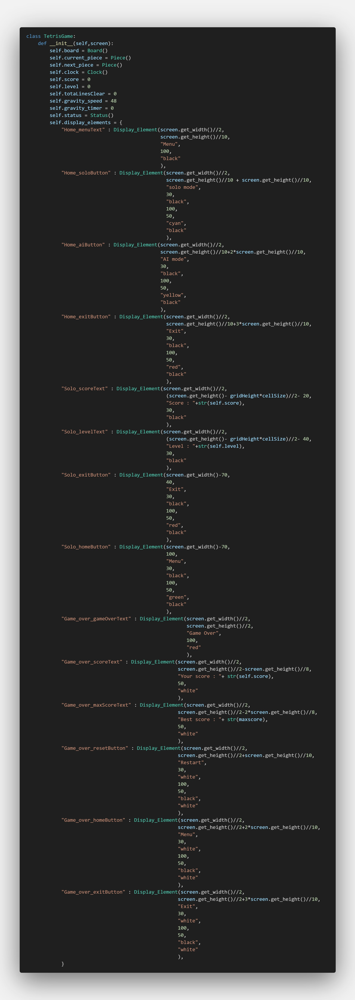 class TetrisGame:
    def __init__(self,screen):
        self.board = Board()
        self.current_piece = Piece()
        self.next_piece = Piece()
        self.clock = Clock()
        self.score = 0
        self.level = 0
        self.totaLinesClear = 0
        self.gravity_speed = 48
        self.gravity_timer = 0
        self.status = Status()
        self.display_elements = {
            "Home_menuText" : Display_Element(screen.get_width()//2,
                                              screen.get_height()//10,
                                              "Menu",
                                              100,
                                              "black"
                                              ),
            "Home_soloButton" : Display_Element(screen.get_width()//2,
                                                screen.get_height()//10 + screen.get_height()//10,
                                                "solo mode",
                                                30,
                                                "black",
                                                100,
                                                50,
                                                "cyan",
                                                "black"
                                                ),
            "Home_aiButton" : Display_Element(screen.get_width()//2,
                                              screen.get_height()//10+2*screen.get_height()//10,
                                              "AI mode",
                                              30,
                                              "black",
                                              100,
                                              50,
                                              "yellow",
                                              "black"
                                              ),
            "Home_exitButton" : Display_Element(screen.get_width()//2,
                                                screen.get_height()//10+3*screen.get_height()//10,
                                                "Exit",
                                                30,
                                                "black",
                                                100,
                                                50,
                                                "red",
                                                "black"
                                                ),
            "Solo_scoreText" : Display_Element(screen.get_width()//2,
                                                (screen.get_height()- gridHeight*cellSize)//2- 20,
                                                "Score : "+str(self.score),
                                                30,
                                                "black"
                                                ),
            "Solo_levelText" : Display_Element(screen.get_width()//2,
                                                (screen.get_height()- gridHeight*cellSize)//2- 40,
                                                "Level : "+str(self.level),
                                                30,
                                                "black"
                                                ),
            "Solo_exitButton" : Display_Element(screen.get_width()-70,
                                                40,
                                                "Exit",
                                                30,
                                                "black",
                                                100,
                                                50,
                                                "red",
                                                "black"
                                                ),
            "Solo_homeButton" : Display_Element(screen.get_width()-70,
                                                100,
                                                "Menu",
                                                30,
                                                "black",
                                                100,
                                                50,
                                                "green",
                                                "black"
                                                ),
            "Game_over_gameOverText" : Display_Element(screen.get_width()//2,
                                                       screen.get_height()//2,
                                                       "Game Over",
                                                       100,
                                                       "red"
                                                       ),
            "Game_over_scoreText" : Display_Element(screen.get_width()//2,
                                                    screen.get_height()//2-screen.get_height()//8,
                                                    "Your score : "+ str(self.score),
                                                    50,
                                                    "white"
                                                    ),
            "Game_over_maxScoreText" : Display_Element(screen.get_width()//2,
                                                    screen.get_height()//2-2*screen.get_height()//8,
                                                    "Best score : "+ str(maxscore),
                                                    50,
                                                    "white"
                                                    ),
            "Game_over_resetButton" : Display_Element(screen.get_width()//2,
                                                    screen.get_height()//2+screen.get_height()//10,
                                                    "Restart",
                                                    30,
                                                    "white",
                                                    100,
                                                    50,
                                                    "black",
                                                    "white"
                                                    ),
            "Game_over_homeButton" : Display_Element(screen.get_width()//2,
                                                    screen.get_height()//2+2*screen.get_height()//10,
                                                    "Menu",
                                                    30,
                                                    "white",
                                                    100,
                                                    50,
                                                    "black",
                                                    "white"
                                                    ),
            "Game_over_exitButton" : Display_Element(screen.get_width()//2,
                                                    screen.get_height()//2+3*screen.get_height()//10,
                                                    "Exit",
                                                    30,
                                                    "white",
                                                    100,
                                                    50,
                                                    "black",
                                                    "white"
                                                    ),
            }